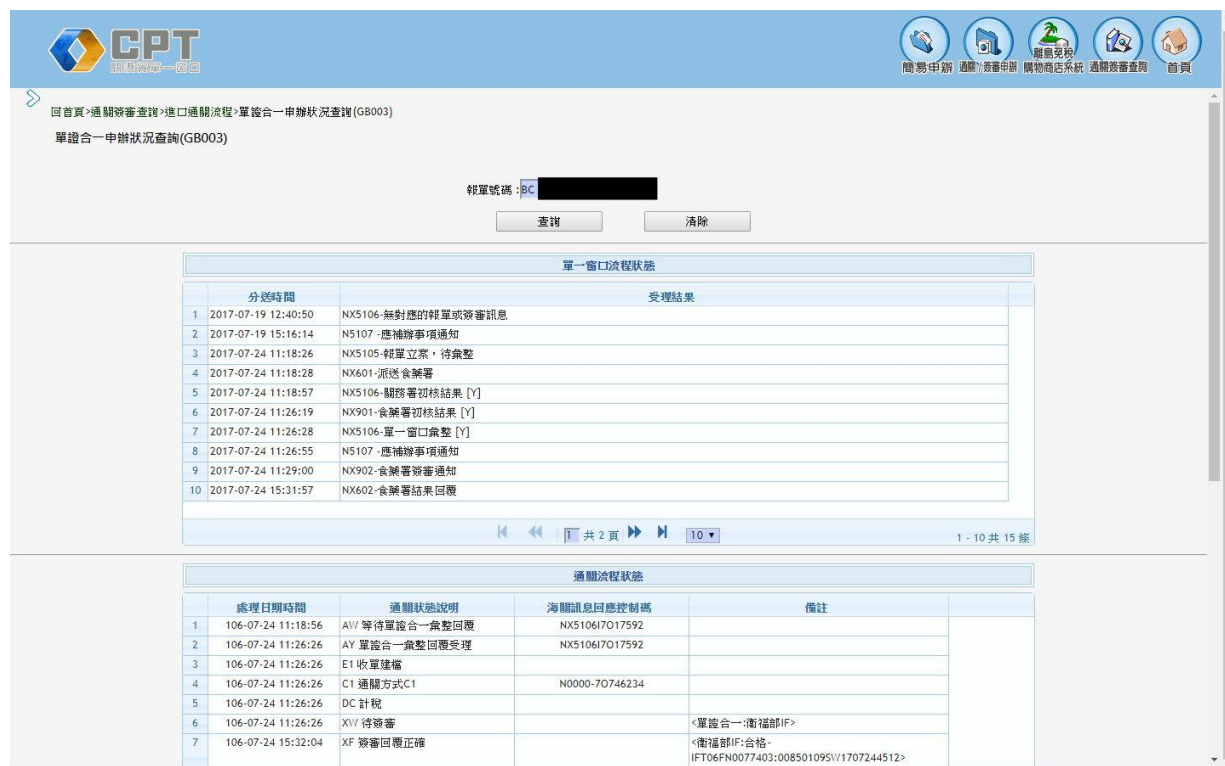 CPT
關港貿單一窗口
簡易申辦
通關簽審申辦
離島免稅
購物商店系統
通關簽審查詢
首頁
回首頁>通關簽審查詢>進口通關流程>單證合一申辦狀況查詢(GB003)
單證合一申辦狀況查詢(GB003)
報單號碼 : BC
查詢 清除
單一窗口流程狀態
分送時間 受理結果
1 2017-07-19 12:40:50 NX5106-無對應的報單或簽審訊息
2 2017-07-19 15:16:14 N5107 -應補辦事項通知
3 2017-07-24 11:18:26 NX5105-報單立案,待彙整
4 2017-07-24 11:18:28 NX601-派送食藥署
5 2017-07-24 11:18:57 NX5106-關務署初核結果 [Y]
6 2017-07-24 11:26:19 NX901-食藥署初核結果 [Y]
7 2017-07-24 11:26:28 NX5106-單一窗口彙整 [Y]
8 2017-07-24 11:26:55 N5107 -應補辦事項通知
9 2017-07-24 11:29:00 NX902-食藥署簽審通知
10 2017-07-24 15:31:57 NX602-食藥署結果回覆
1 共 2 頁 10 1 - 10 共 15 條
通關流程狀態
處理日期時間 通關狀態說明 海關訊息回應控制碼 備註
1 106-07-24 11:18:56 AW 等待單證合一彙整回覆 NX5106I7O17592
2 106-07-24 11:26:26 AY 單證合一彙整回覆受理 NX5106I7O17592
3 106-07-24 11:26:26 E1 收單建檔
4 106-07-24 11:26:26 C1 通關方式C1 N0000-7O746234
5 106-07-24 11:26:26 DC 計稅
6 106-07-24 11:26:26 XW 待簽審 <單證合一:衛福部IF>
7 106-07-24 15:32:04 XF 簽審回覆正確 <衛福部IF:合格-
IFT06FN0077403:00850109SW1707244512>